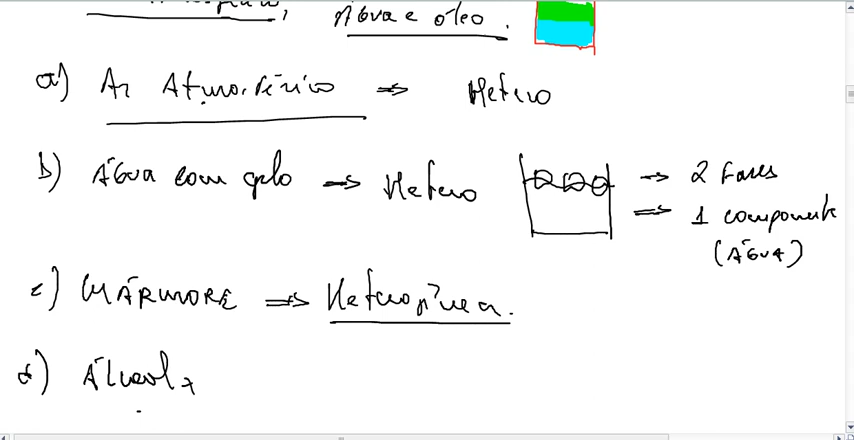 Água e óleo.
a) Ar Atmosférico ⇒ Hetero
b) Água com gelo ⇒ Hetero → 2 Fases
⇒ 1 componente
(ÁGUA)
c) MÁRMORE ⇒ Heterogênea.
d) Álcool +